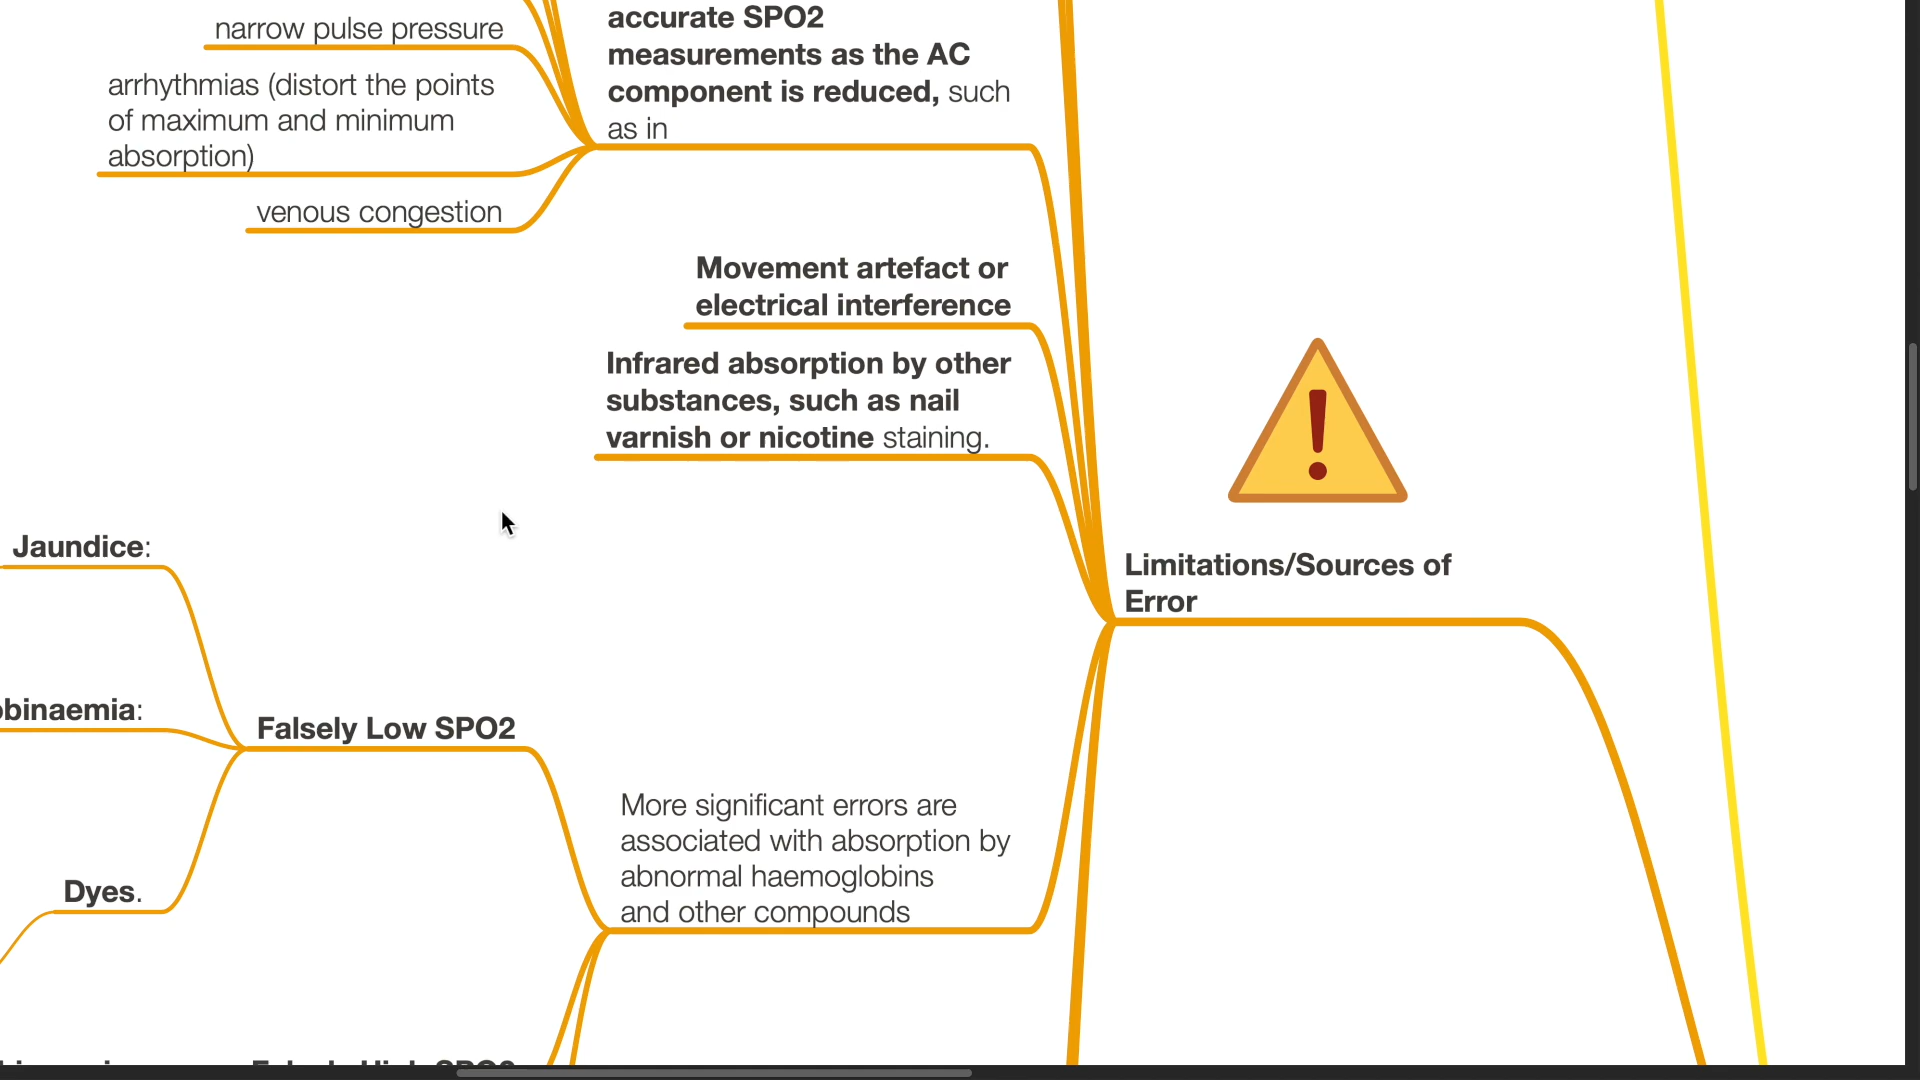 narrow pulse pressure
arrhythmias (distort the points
of maximum and minimum
absorption)
venous congestion
accurate SPO2
measurements as the AC
component is reduced, such
as in
Movement artefact or
electrical interference
Infrared absorption by other
substances, such as nail
varnish or nicotine staining.
Limitations/Sources of
Error
Jaundice:
obinaemia:
Dyes.
Falsely Low SPO2
More significant errors are
associated with absorption by
abnormal haemoglobins
and other compounds